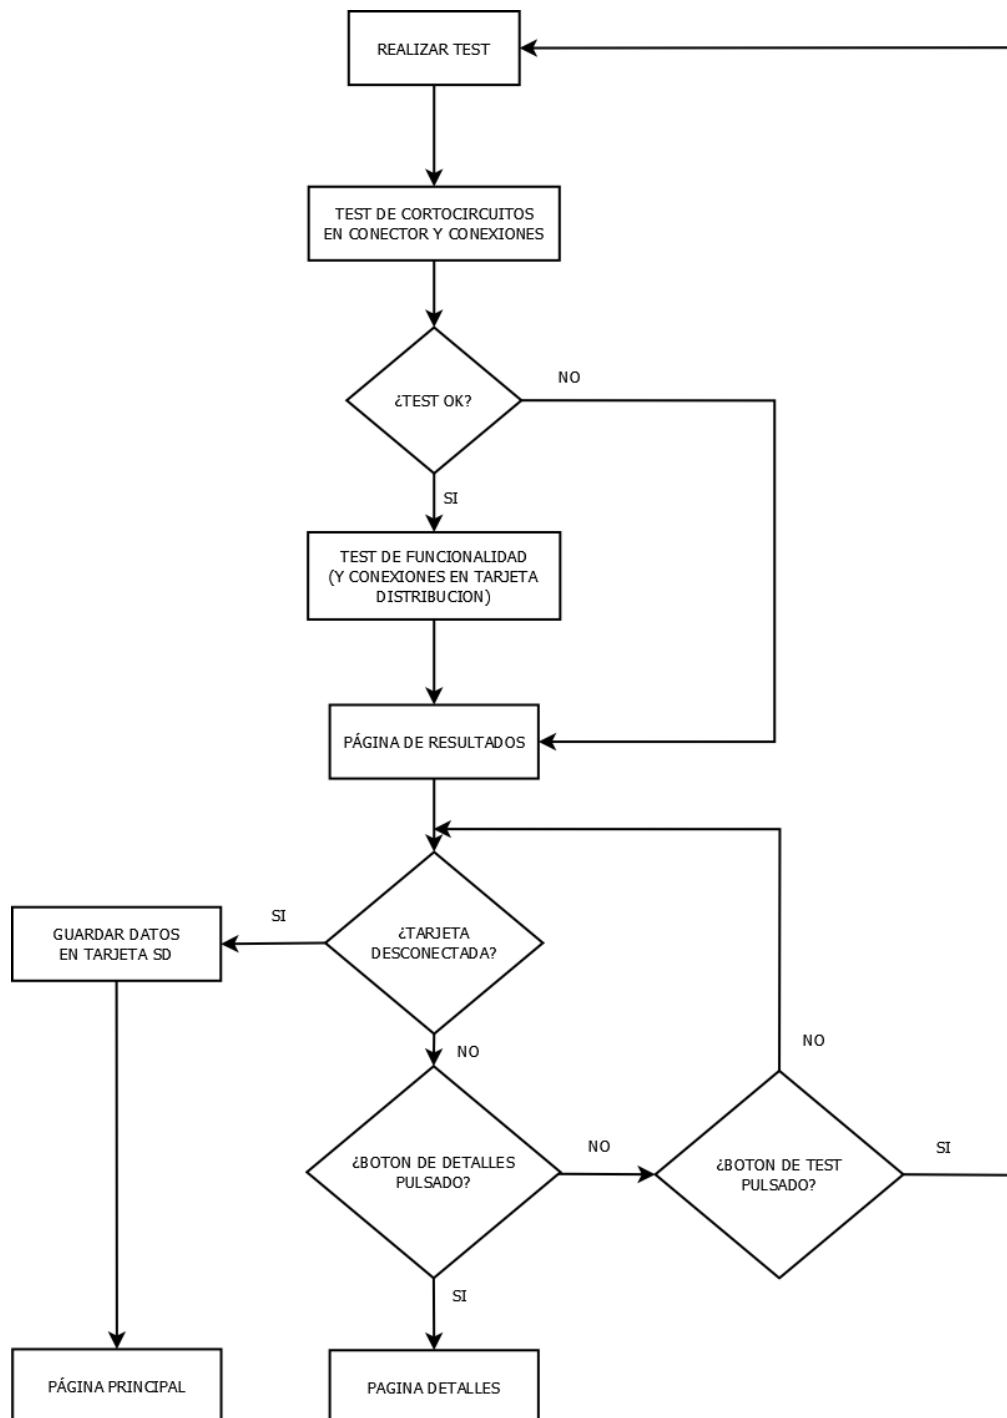 REALIZAR TEST
TEST DE CORTOCIRCUITOS
EN CONECTOR Y CONEXIONES
NO
¿TEST OK?
SI
TEST DE FUNCIONALIDAD
(Y CONEXIONES EN TARJETA
DISTRIBUCION)
PÁGINA DE RESULTADOS
SI
¿TARJETA
DESCONECTADA?
GUARDAR DATOS
EN TARJETA SD
NO
NO
¿BOTON DE DETALLES
PULSADO?
NO
¿BOTON DE TEST
PULSADO?
SI
SI
PÁGINA PRINCIPAL
PAGINA DETALLES